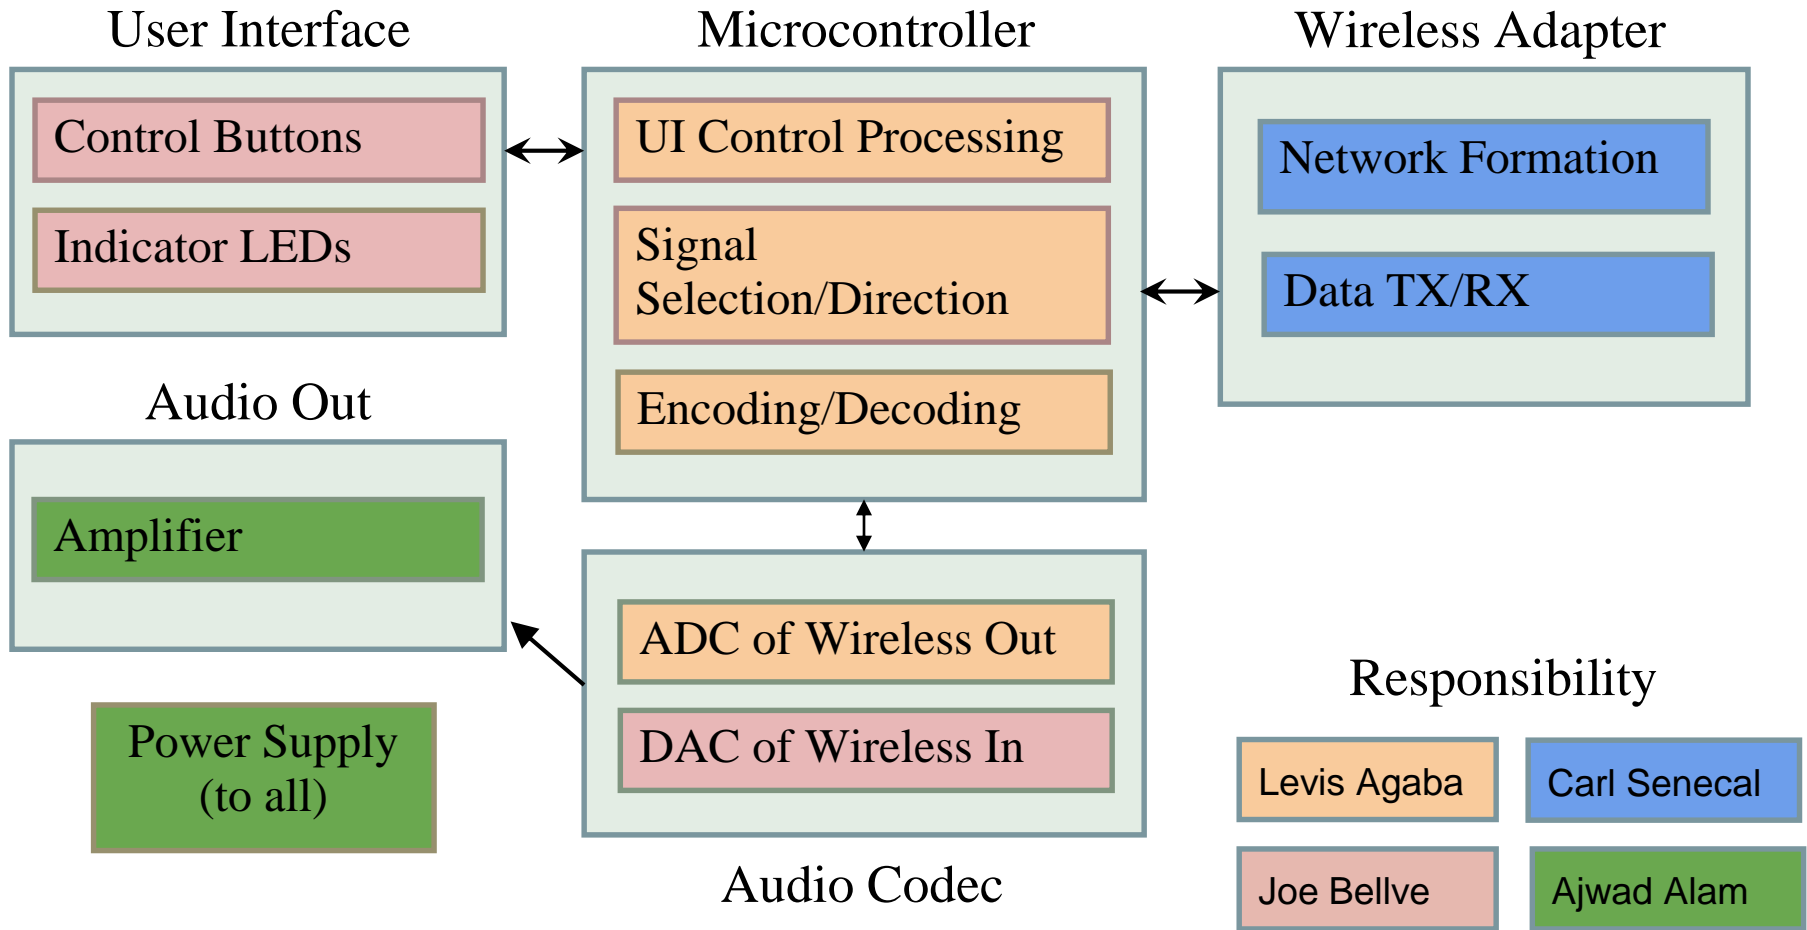 User Interface
Control Buttons
Indicator LEDs
Microcontroller
UI Control Processing
Signal
Selection/Direction
Encoding/Decoding
Wireless Adapter
Network Formation
Data TX/RX
Audio Out
Amplifier
Power Supply
(to all)
ADC of Wireless Out
DAC of Wireless In
Audio Codec
Responsibility
Levis Agaba
Carl Senecal
Joe Bellve
Ajwad Alam